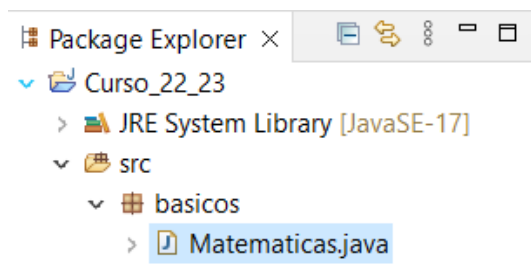 Package Explorer
Curso_22_23
JRE System Library [JavaSE-17]
src
basicos
Matematicas.java